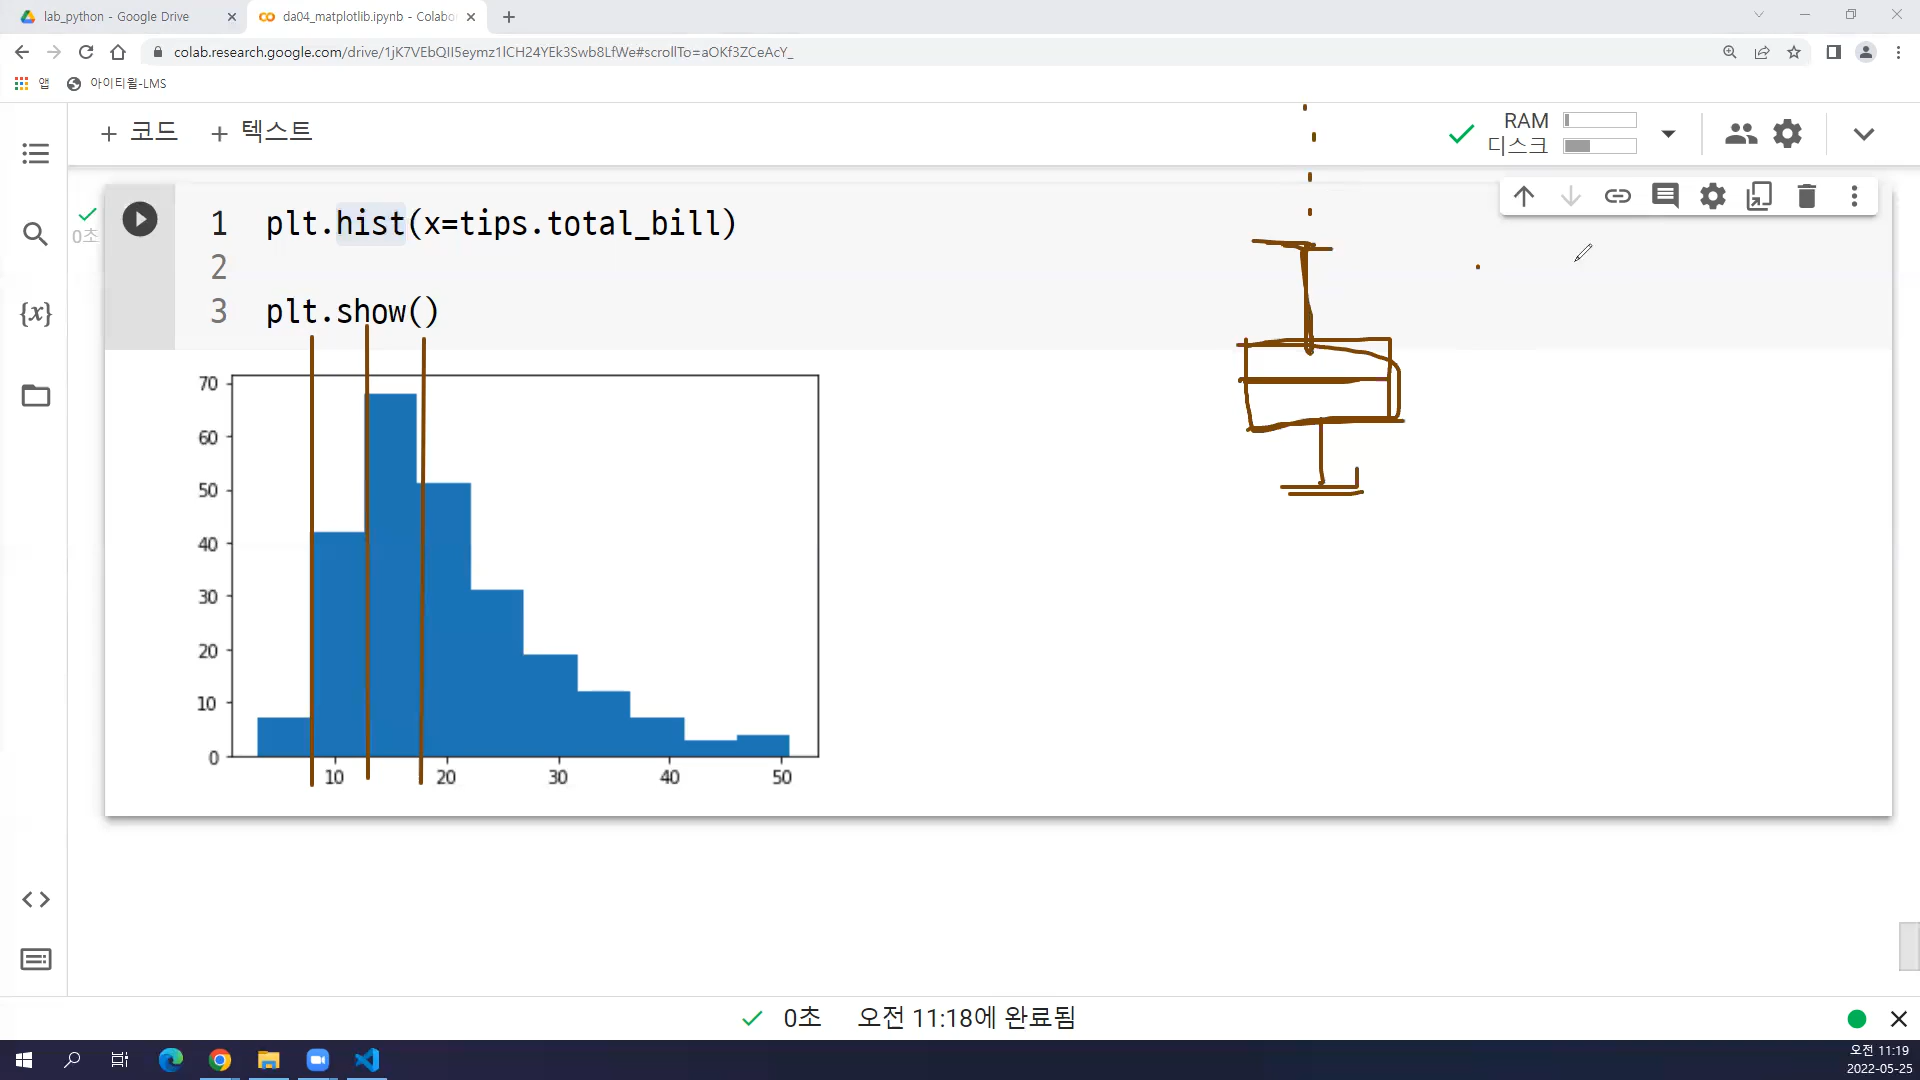 lab_python - Google Drive
da04_matplotlib.ipynb - Colabo
colab.research.google.com/drive/1jK7VEbQII5eymz1lCH24YEk3Swb8LfWe#scrollTo=aOKf3ZCeAcY_
앱
아이티윌-LMS
+ 코드 + 텍스트
RAM
디스크
0초
1 plt.hist(x=tips.total_bill)
2
3 plt.show()
{x}
70
60
50
40
30
20
10
0
10 20 30 40 50
0초 오전 11:18에 완료됨
오전 11:19
2022-05-25